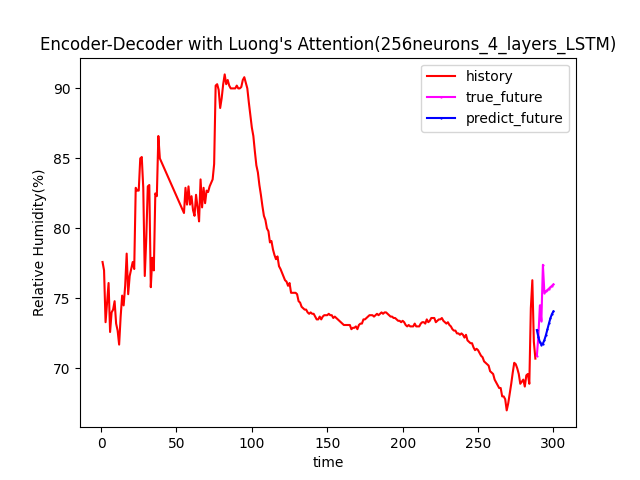 Encoder-Decoder with Luong's Attention(256neurons_4_layers_LSTM)
history
true_future
predict_future
Relative Humidity(%)
90
85
80
75
70
0 50 100 150 200 250 300
time